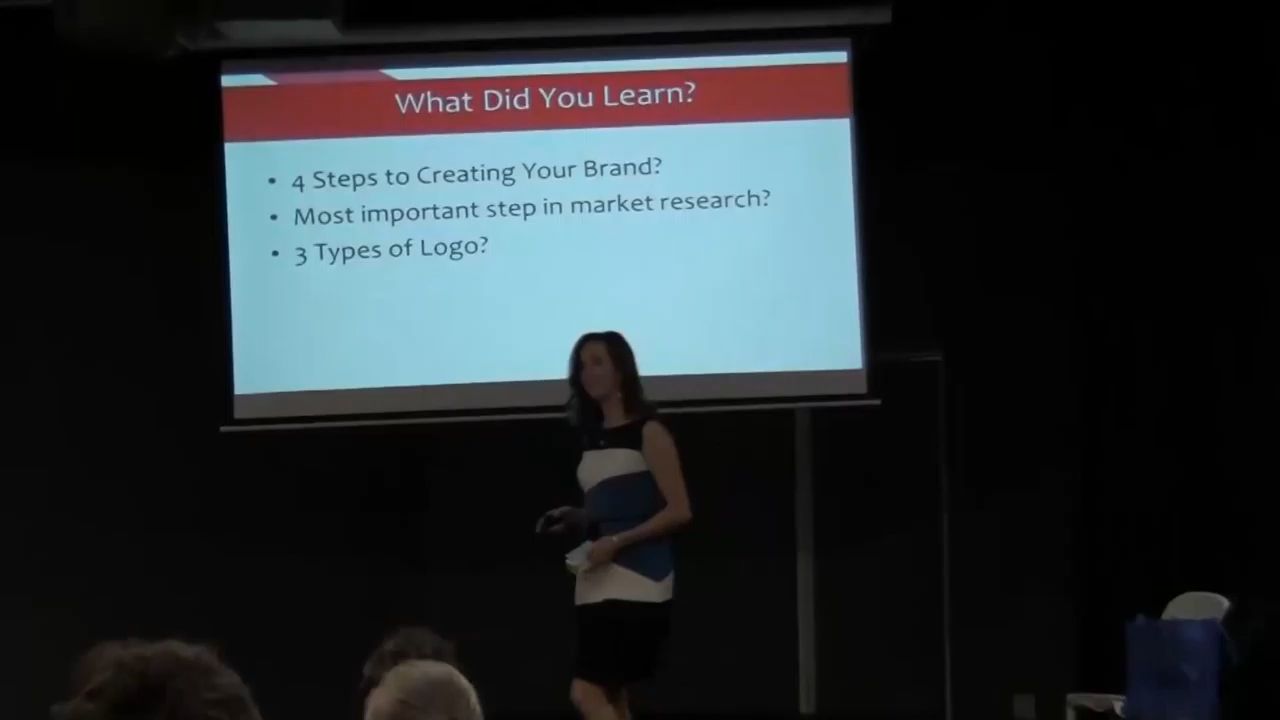 What Did You Learn?
• 4 Steps to Creating Your Brand?
• Most important step in market research?
• 3 Types of Logo?